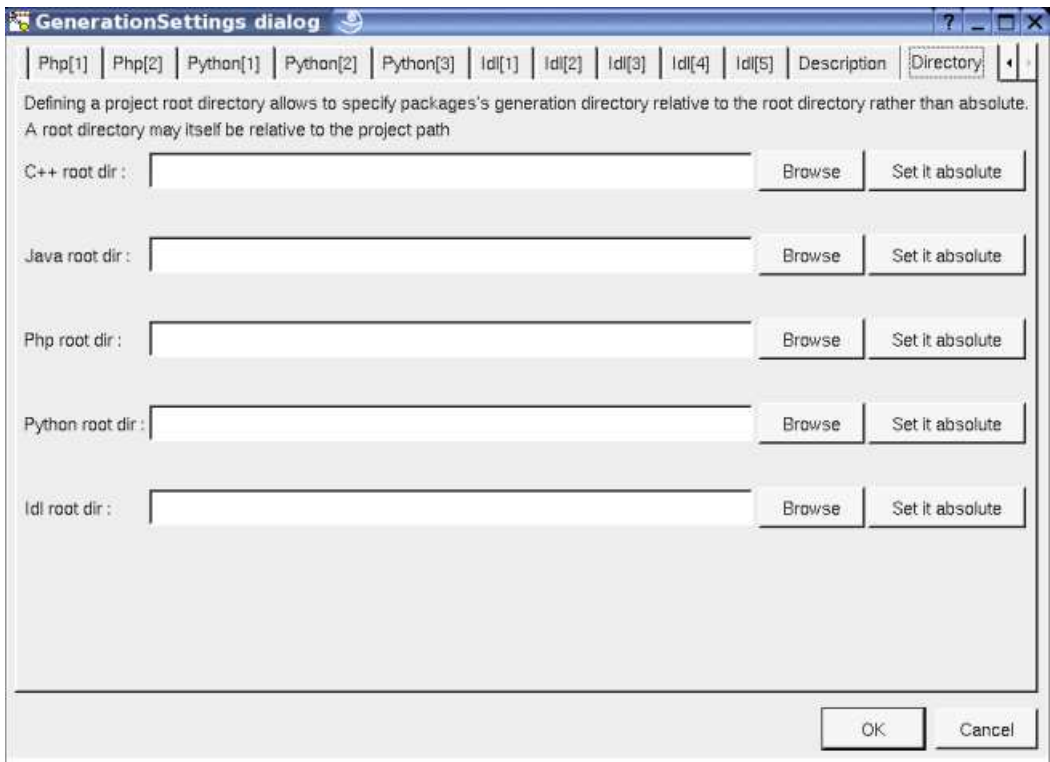 GenerationSettings dialog
Php[1] Php[2] Python[1] Python[2] Python[3] Idl[1] Idl[2] Idl[3] Idl[4] Idl[5] Description Directory
Defining a project root directory allows to specify packages's generation directory relative to the root directory rather than absolute.
A root directory may itself be relative to the project path
C++ root dir : Browse Set it absolute
Java root dir : Browse Set it absolute
Php root dir : Browse Set it absolute
Python root dir : Browse Set it absolute
Idl root dir : Browse Set it absolute
OK Cancel